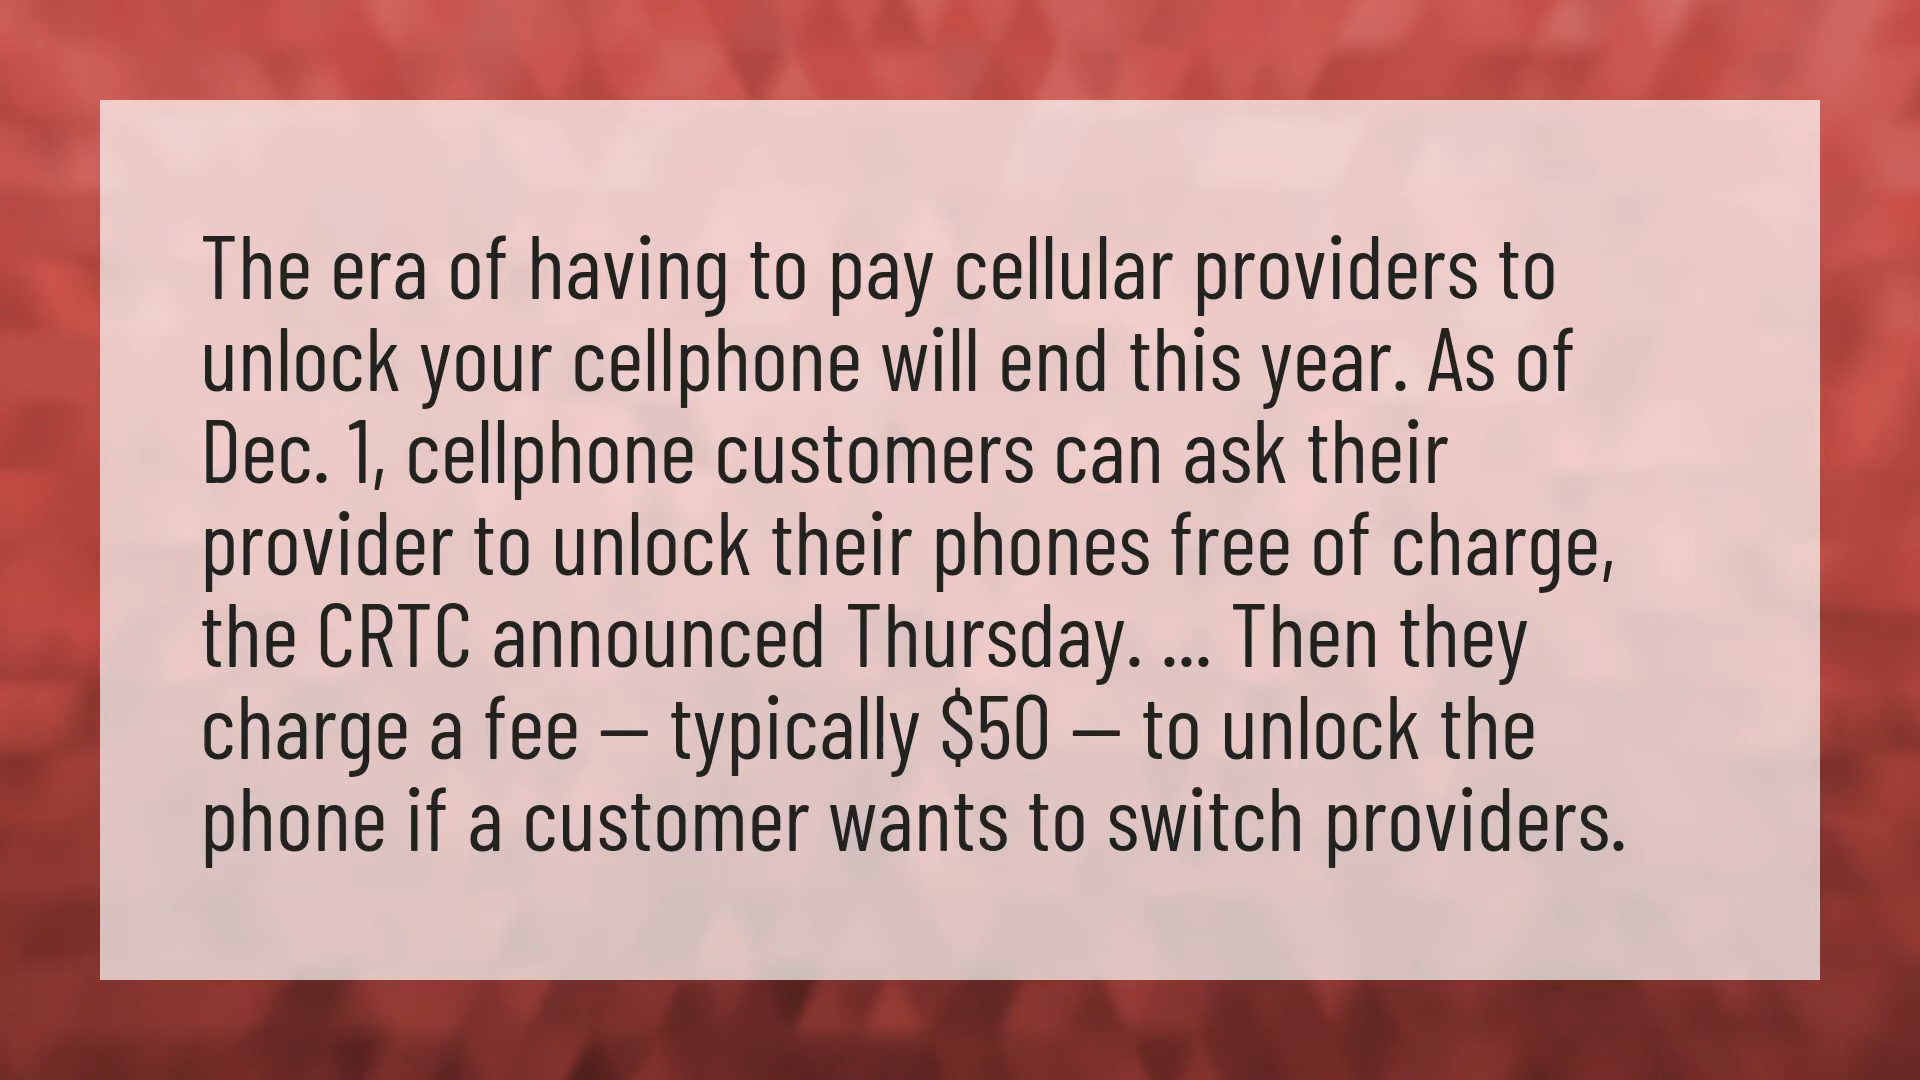 The era of having to pay cellular providers to
unlock your cellphone will end this year. As of
Dec. 1, cellphone customers can ask their
provider to unlock their phones free of charge,
the CRTC announced Thursday. ... Then they
charge a fee — typically $50 — to unlock the
phone if a customer wants to switch providers.